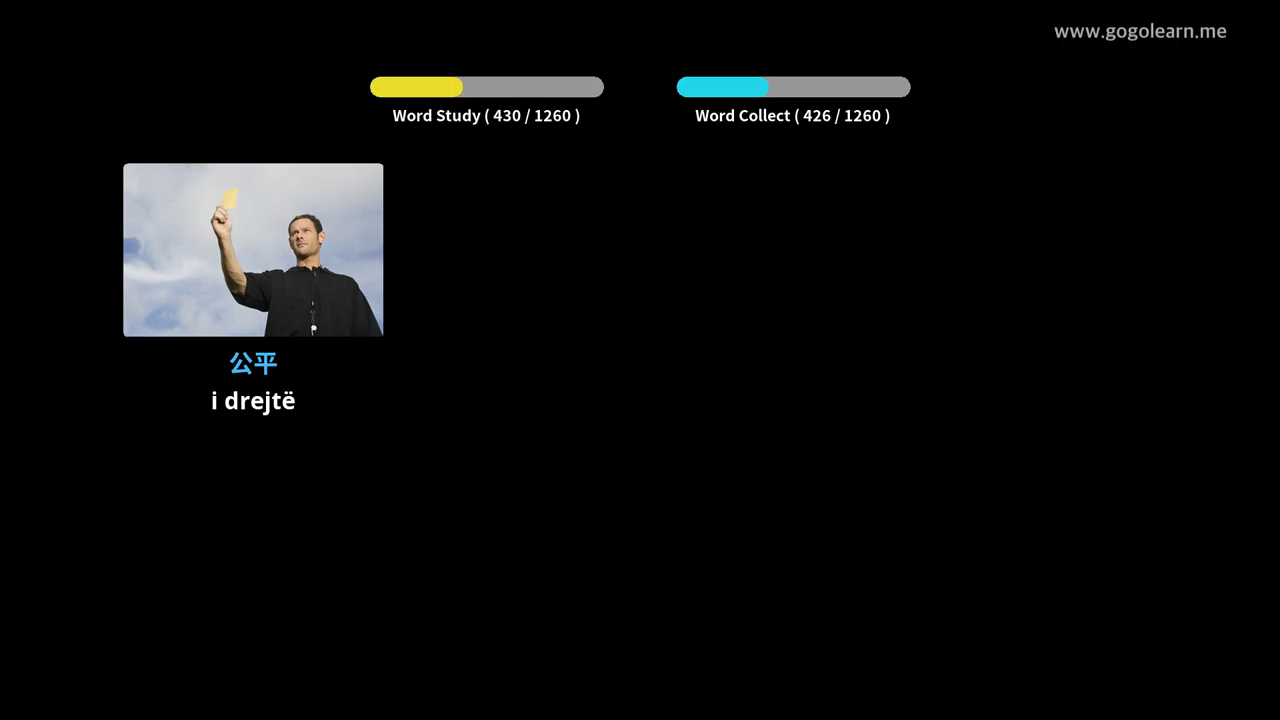 www.gogolearn.me
Word Study ( 430 / 1260 )
Word Collect ( 426 / 1260 )
公平
i drejtë